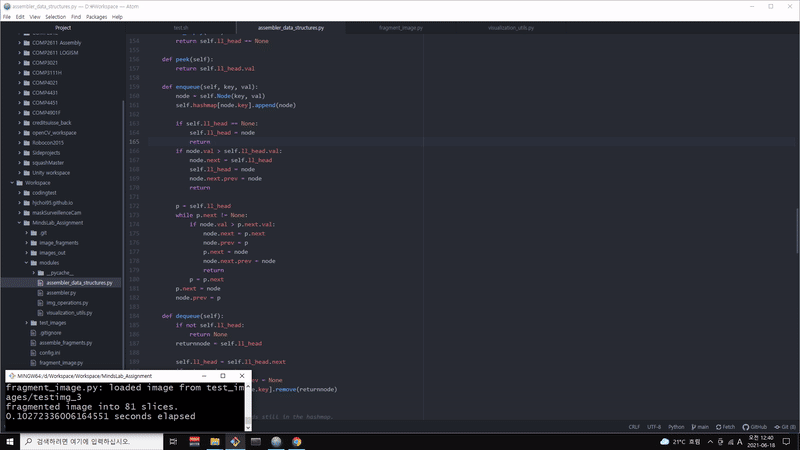 assembler_data_structures.py — D:\Workspace — Atom
File Edit View Selection Find Packages Help
Project
test.sh
assembler_data_structures.py
fragment_image.py
visualization_utils.py
COMP2611 Assembly
COMP2611 LOGISM
COMP3021
COMP3111H
COMP4021
COMP4431
COMP4451
COMP4901F
creditsuisse_back
openCV_workspace
Robocon2015
Sideprojects
squashMaster
Unity workspace
Workspace
codingtest
hjchoi95.github.io
maskSurveillenceCam
MindsLab_Assignment
.git
image_fragments
images_out
modules
__pycache__
assembler_data_structures.py
assembler.py
img_operations.py
visualization_utils.py
test_images
.gitignore
assemble_fragments.py
config.ini
fragment_image.py
154 return self.ll_head == None
155
156 def peek(self):
157 return self.ll_head.val
158
159 def enqueue(self, key, val):
160 node = self.Node(key, val)
161 self.hashmap[node.key].append(node)
162
163 if self.ll_head == None:
164 self.ll_head = node
165 return
166 if node.val > self.ll_head.val:
167 node.next = self.ll_head
168 self.ll_head = node
169 node.next.prev = node
170 return
171
172 p = self.ll_head
173 while p.next != None:
174 if node.val > p.next.val:
175 node.next = p.next
176 node.prev = p
177 p.next = node
178 node.next.prev = node
179 return
180 p = p.next
181 p.next = node
182 node.prev = p
183
184 def dequeue(self):
185 if not self.ll_head:
186 return None
187 returnnode = self.ll_head
188
189 self.ll_head = self.ll_head.next
= None
.key].remove(returnnode)
still in the hashmap.
MINGW64:/d/Workspace/Workspace/MindsLab_Assignment
fragment_image.py: loaded image from test_im
ages/testimg_3
fragmented image into 81 slices.
0.10272336006164551 seconds elapsed
CRLF UTF-8 Python main Fetch GitHub Git (8)
검색하려면 여기에 입력하십시오.
21°C 흐림
A
오전 12:40
2021-06-18